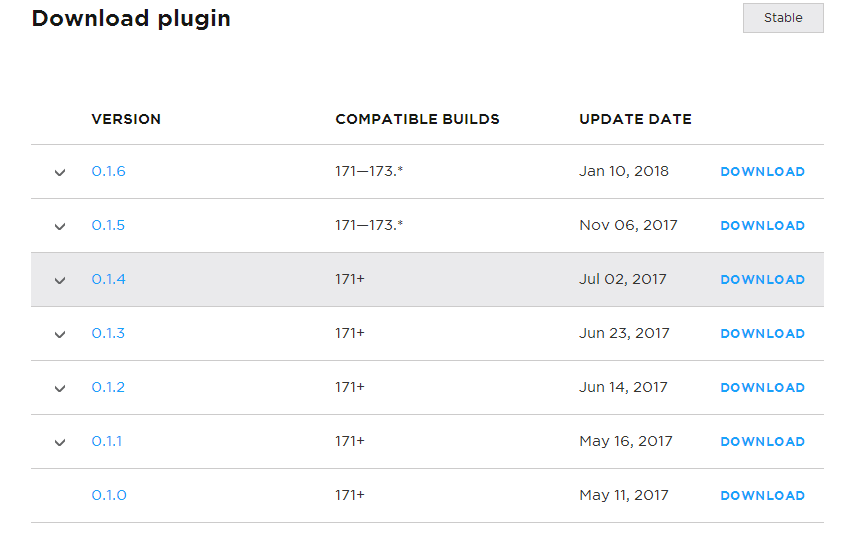 Download plugin Stable
VERSION COMPATIBLE BUILDS UPDATE DATE
0.1.6 171—173.* Jan 10, 2018 DOWNLOAD
0.1.5 171—173.* Nov 06, 2017 DOWNLOAD
0.1.4 171+ Jul 02, 2017 DOWNLOAD
0.1.3 171+ Jun 23, 2017 DOWNLOAD
0.1.2 171+ Jun 14, 2017 DOWNLOAD
0.1.1 171+ May 16, 2017 DOWNLOAD
0.1.0 171+ May 11, 2017 DOWNLOAD